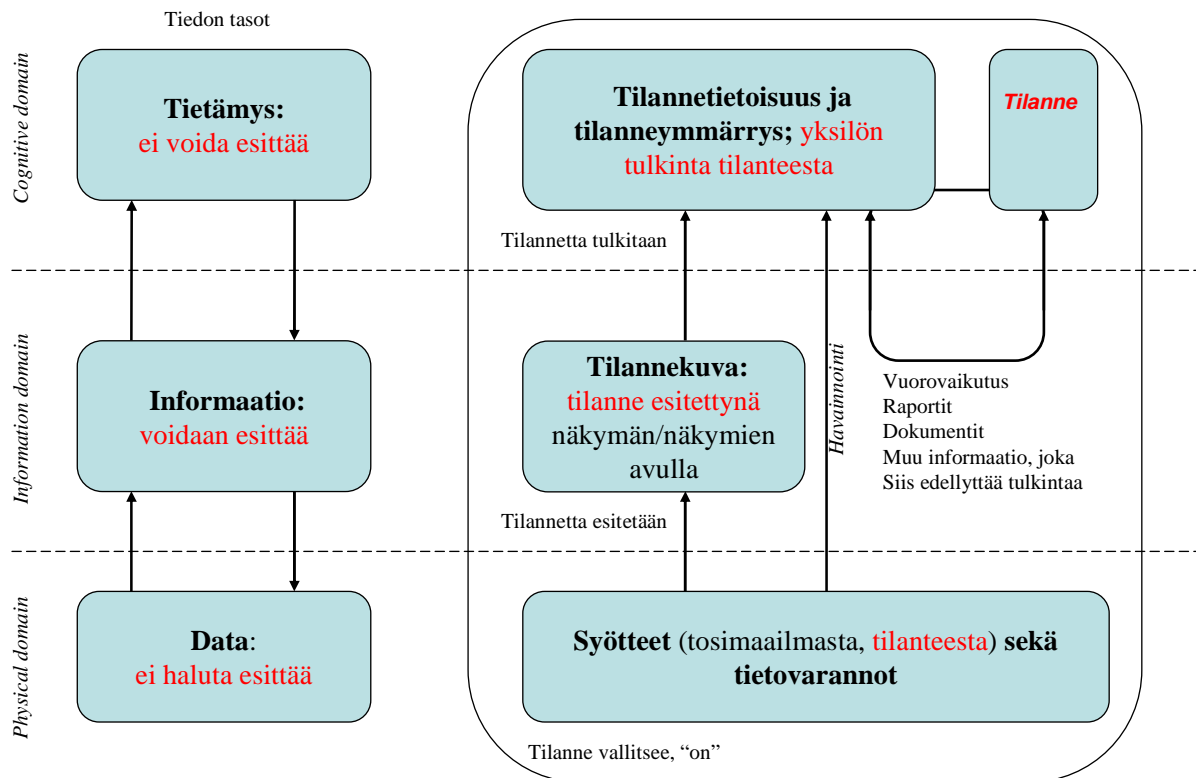 Tiedon tasot
Cognitive domain
Tietämys:
ei voida esittää
Tilannetietoisuus ja
tilanneymmärrys; yksilön
tulkinta tilanteesta
Tilanne
Tilannetta tulkitaan
Information domain
Informaatio:
voidaan esittää
Tilannekuva:
tilanne esitettynä
näkymän/näkymien
avulla
Havainnointi
Vuorovaikutus
Raportit
Dokumentit
Muu informaatio, joka
Siis edellyttää tulkintaa
Tilannetta esitetään
Physical domain
Data:
ei haluta esittää
Syötteet (tosimaailmasta, tilanteesta) sekä
tietovarannot
Tilanne vallitsee, “on”